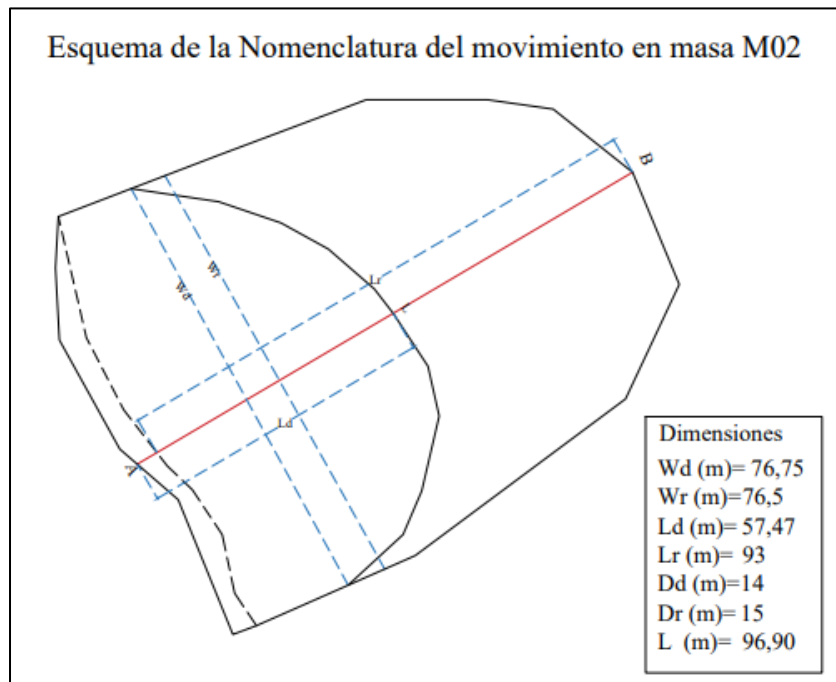 Esquema de la Nomenclatura del movimiento en masa M02
B
Wr
Wd
Lr
L
Ld
A
Dimensiones
Wd (m)= 76,75
Wr (m)=76,5
Ld (m)= 57,47
Lr (m)= 93
Dd (m)=14
Dr (m)= 15
L (m)= 96,90